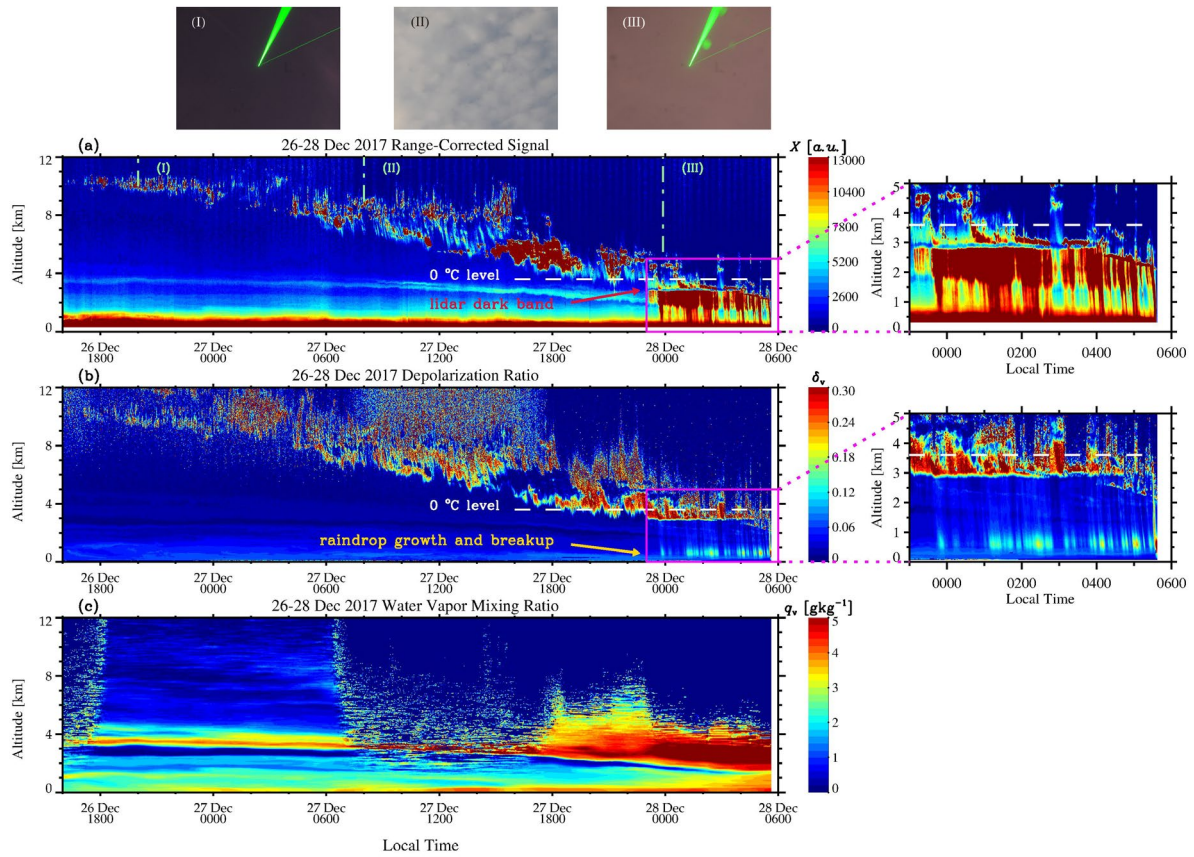 (I)
(II)
(III)
(a)
26-28 Dec 2017 Range-Corrected Signal
X [a.u.]
(I)
(II)
(III)
12
8
4
0
Altitude [km]
0 °C level
lidar dark band
26 Dec
1800
27 Dec
0000
27 Dec
0600
27 Dec
1200
27 Dec
1800
28 Dec
0000
28 Dec
0600
13000
10400
7800
5200
2600
0
5
4
3
2
1
0
Altitude [km]
0000
0200
0400
0600
Local Time
(b)
26-28 Dec 2017 Depolarization Ratio
δv
12
8
4
0
Altitude [km]
0 °C level
raindrop growth and breakup
26 Dec
1800
27 Dec
0000
27 Dec
0600
27 Dec
1200
27 Dec
1800
28 Dec
0000
28 Dec
0600
0.30
0.24
0.18
0.12
0.06
0
5
4
3
2
1
0
Altitude [km]
0000
0200
0400
0600
Local Time
(c)
26-28 Dec 2017 Water Vapor Mixing Ratio
qv [gkg⁻¹]
12
8
4
0
Altitude [km]
26 Dec
1800
27 Dec
0000
27 Dec
0600
27 Dec
1200
27 Dec
1800
28 Dec
0000
28 Dec
0600
5
4
3
2
1
0
Local Time